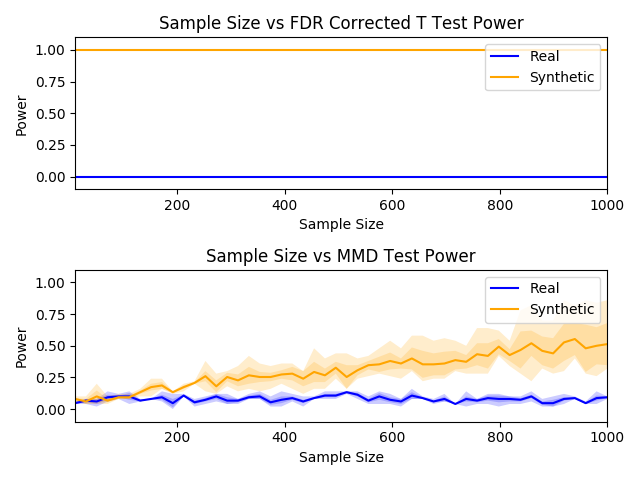 Sample Size vs FDR Corrected T Test Power
1.00
0.75
0.50
0.25
0.00
Power
Real
Synthetic
200 400 600 800 1000
Sample Size
Sample Size vs MMD Test Power
1.00
0.75
0.50
0.25
0.00
Power
Real
Synthetic
200 400 600 800 1000
Sample Size